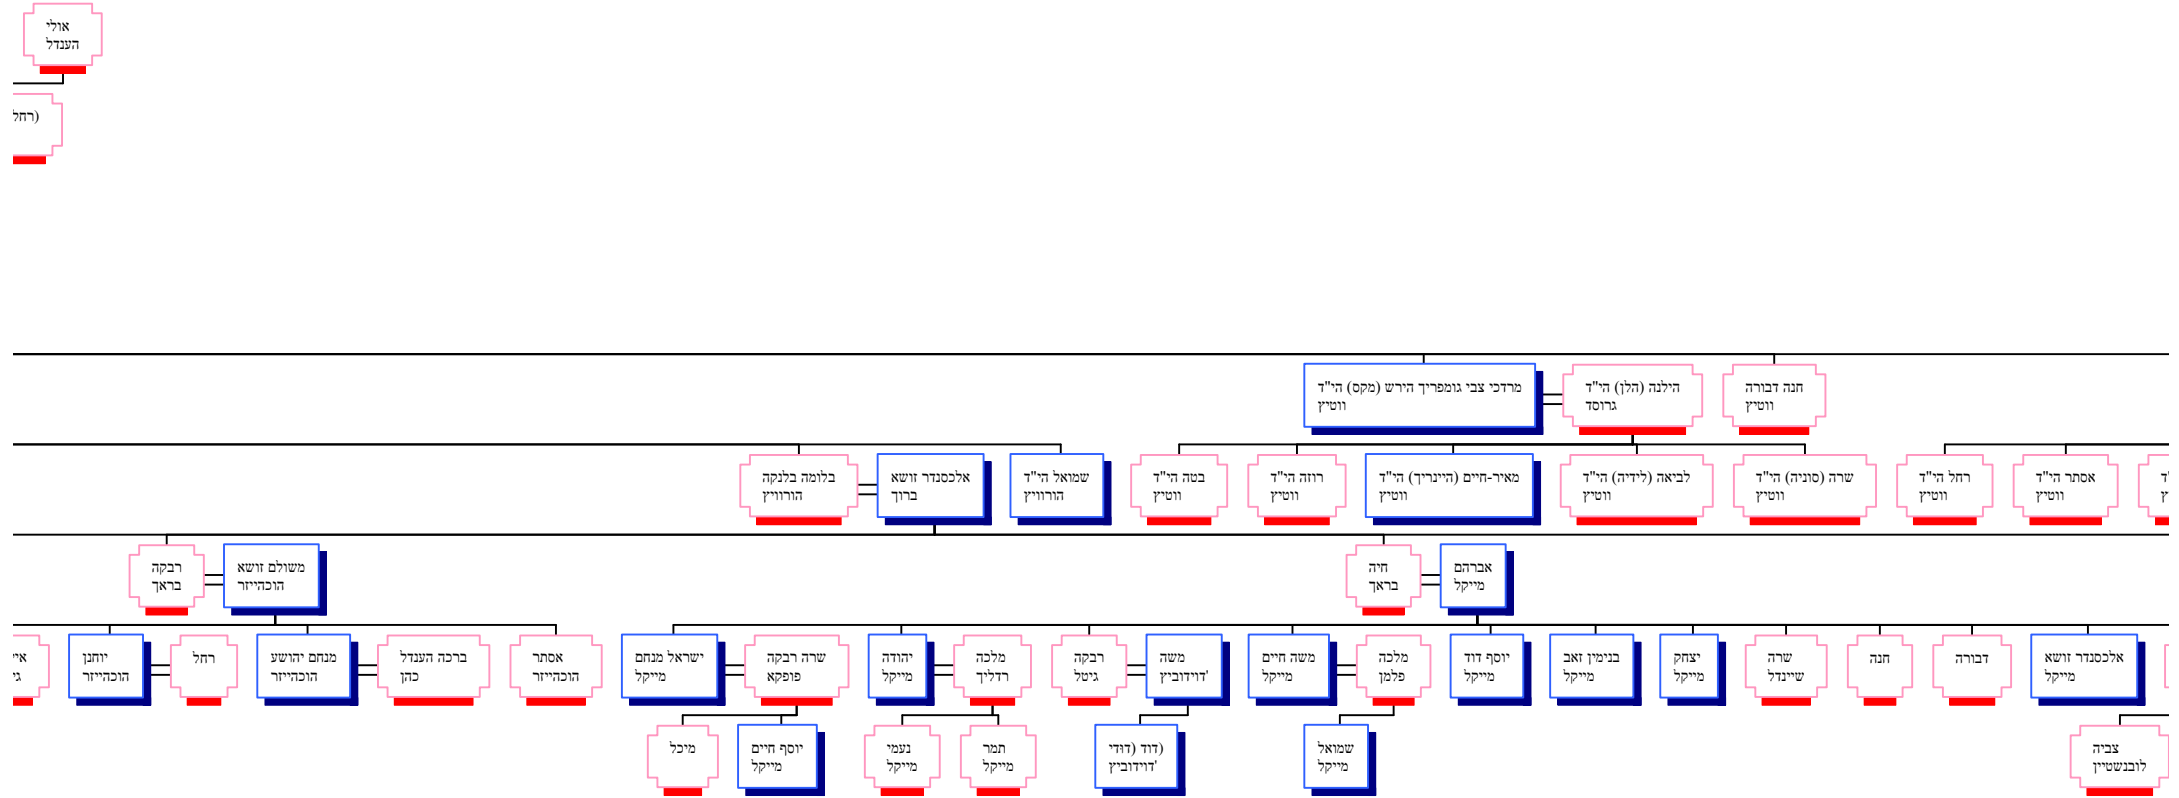 אולי
הענדל
(רחל
מרדכי צבי גומפריך הירש (מקס) הי"ד
ווטיץ
הילנה (הלן) הי"ד
גרוסד
חנה דבורה
ווטיץ
בלומה בלנקה
הורוויץ
אלכסנדר זושא
ברוך
שמואל הי"ד
הורוויץ
בטה הי"ד
ווטיץ
רוזה הי"ד
ווטיץ
מאיר-חיים (היינריך) הי"ד
ווטיץ
לביאה (לידיה) הי"ד
ווטיץ
שרה (סוניה) הי"ד
ווטיץ
רחל הי"ד
ווטיץ
אסתר הי"ד
ווטיץ
רבקה
בראך
משולם זושא
הוכהייזר
חיה
בראך
אברהם
מייקל
יוחנן
הוכהייזר
רחל
מנחם יהושע
הוכהייזר
ברכה הענדל
כהן
אסתר
הוכהייזר
ישראל מנחם
מייקל
שרה רבקה
פופקא
יהודה
מייקל
מלכה
רדליך
רבקה
גיטל
משה
דוידוביץ'
משה חיים
מייקל
מלכה
פלמן
יוסף דוד
מייקל
בנימין זאב
מייקל
יצחק
מייקל
שרה
שיינדל
חנה
דבורה
אלכסנדר זושא
מייקל
מיכל
יוסף חיים
מייקל
נעמי
מייקל
תמר
מייקל
דוד (דודי)
דוידוביץ'
שמואל
מייקל
צביה
לובנשטיין